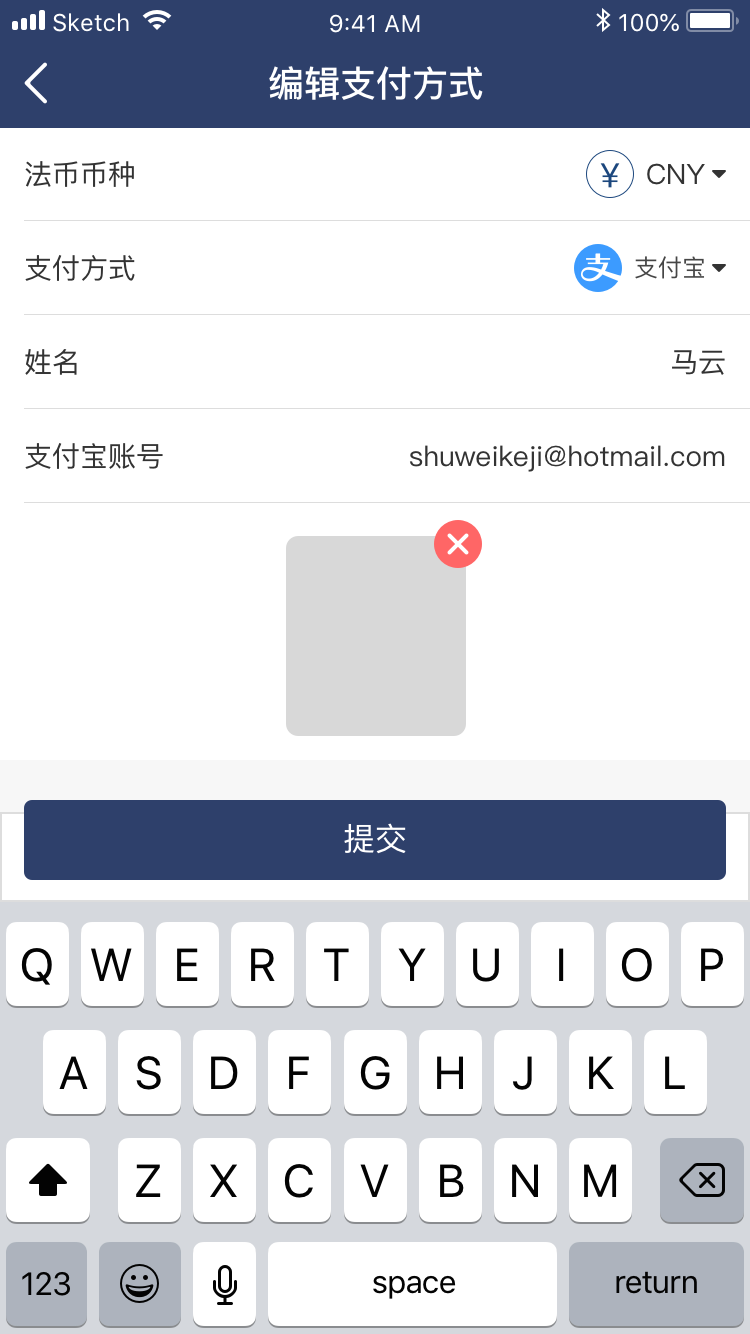 Sketch 9:41 AM 100%
编辑支付方式
法币币种 ¥ CNY
支付方式 支 支付宝
姓名 马云
支付宝账号 shuweikeji@hotmail.com
提交
Q W E R T Y U I O P
A S D F G H J K L
Z X C V B N M
123 space return